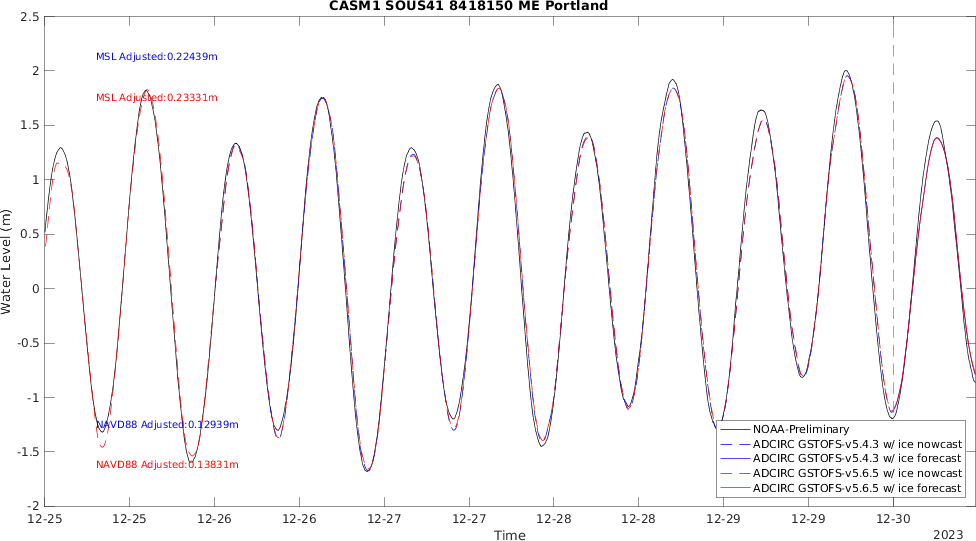 CASM1 SOUS41 8418150 ME Portland
2.5
2
1.5
1
0.5
0
-0.5
-1
-1.5
-2
Water Level (m)
MSL Adjusted:0.22439m
MSL Adjusted:0.23331m
NAVD88 Adjusted:0.12939m
NAVD88 Adjusted:0.13831m
NOAA-Preliminary
ADCIRC GSTOFS-v5.4.3 w/ ice nowcast
ADCIRC GSTOFS-v5.4.3 w/ ice forecast
ADCIRC GSTOFS-v5.6.5 w/ ice nowcast
ADCIRC GSTOFS-v5.6.5 w/ ice forecast
12-25 12-25 12-26 12-26 12-27 12-27 12-28 12-28 12-29 12-29 12-30
Time
2023